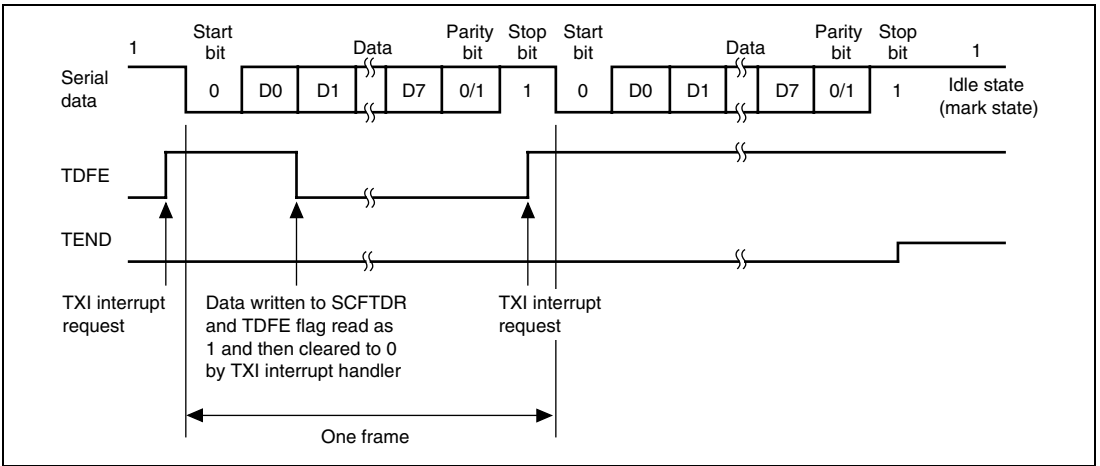 Start bit Data Parity bit Stop bit Start bit Data Parity bit Stop bit
1 1
Serial data 0 D0 D1 D7 0/1 1 0 D0 D1 D7 0/1 1 Idle state (mark state)
TDFE
TEND
TXI interrupt request
Data written to SCFTDR
and TDFE flag read as
1 and then cleared to 0
by TXI interrupt handler
TXI interrupt request
One frame